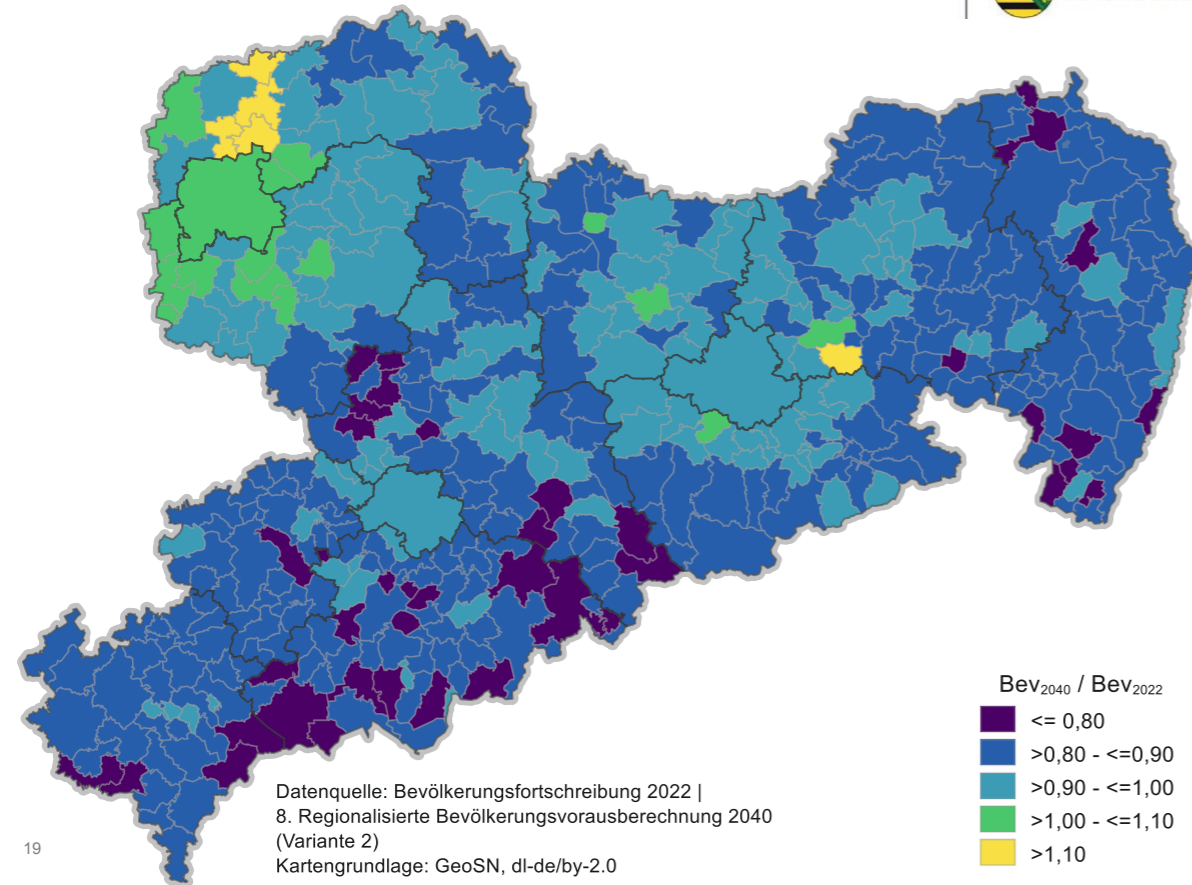 Bev₂₀₄₀ / Bev₂₀₂₂
<= 0,80
>0,80 - <=0,90
>0,90 - <=1,00
>1,00 - <=1,10
>1,10
Datenquelle: Bevölkerungsfortschreibung 2022 |
8. Regionalisierte Bevölkerungsvorausberechnung 2040
(Variante 2)
Kartengrundlage: GeoSN, dl-de/by-2.0
19